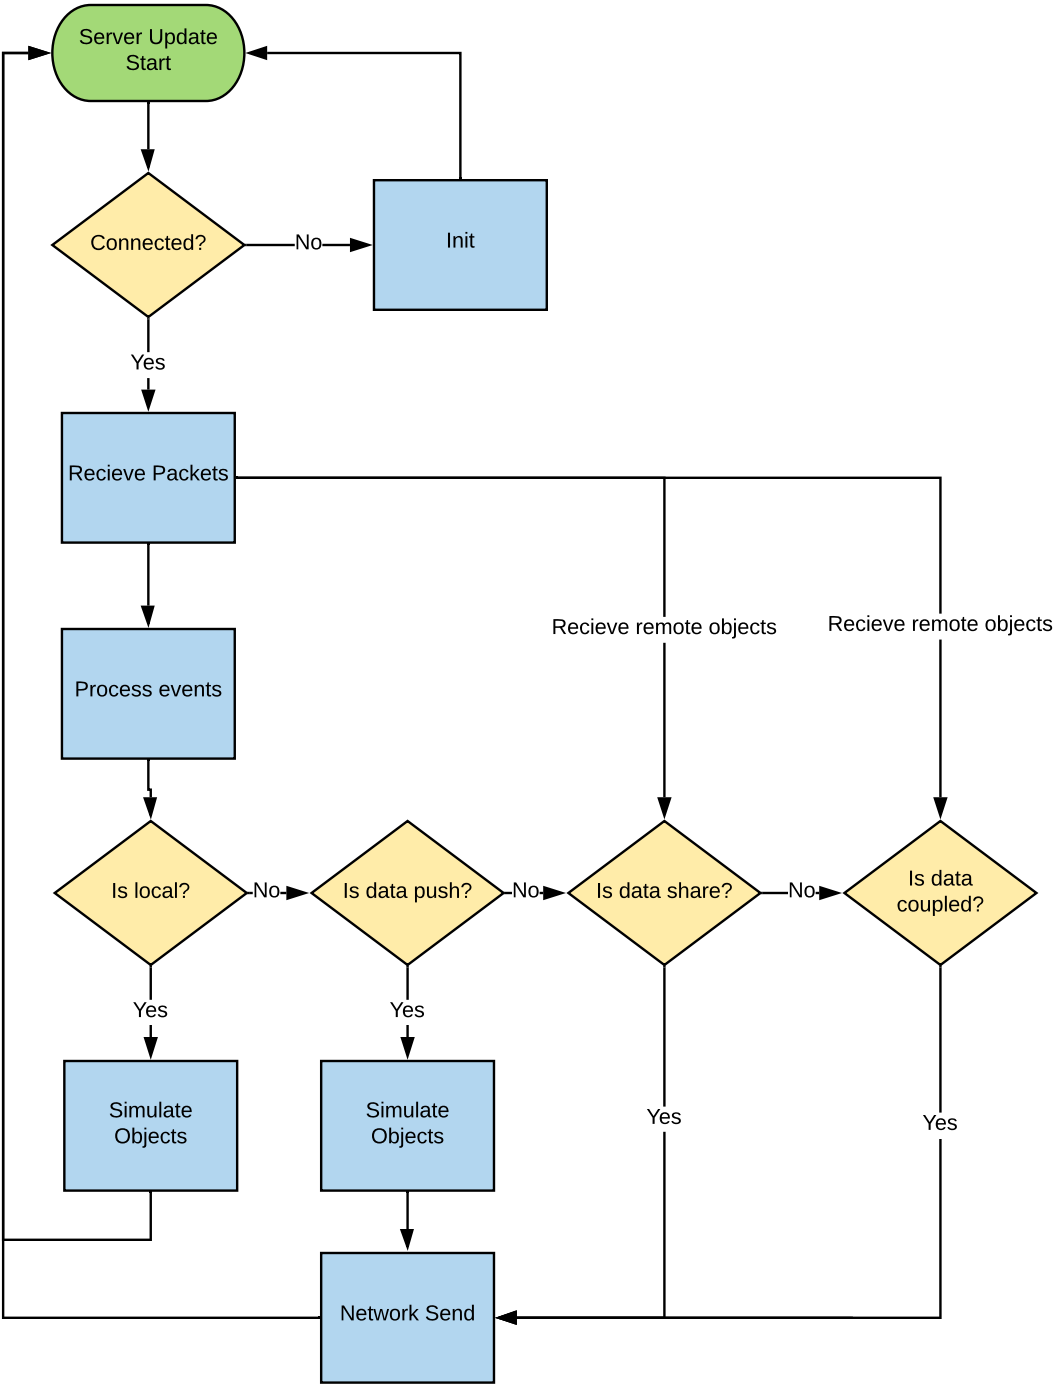 Server Update
Start
Connected?
No
Init
Yes
Recieve Packets
Recieve remote objects
Recieve remote objects
Process events
Is local?
No
Is data push?
No
Is data share?
No
Is data
coupled?
Yes
Yes
Simulate
Objects
Simulate
Objects
Yes
Yes
Network Send